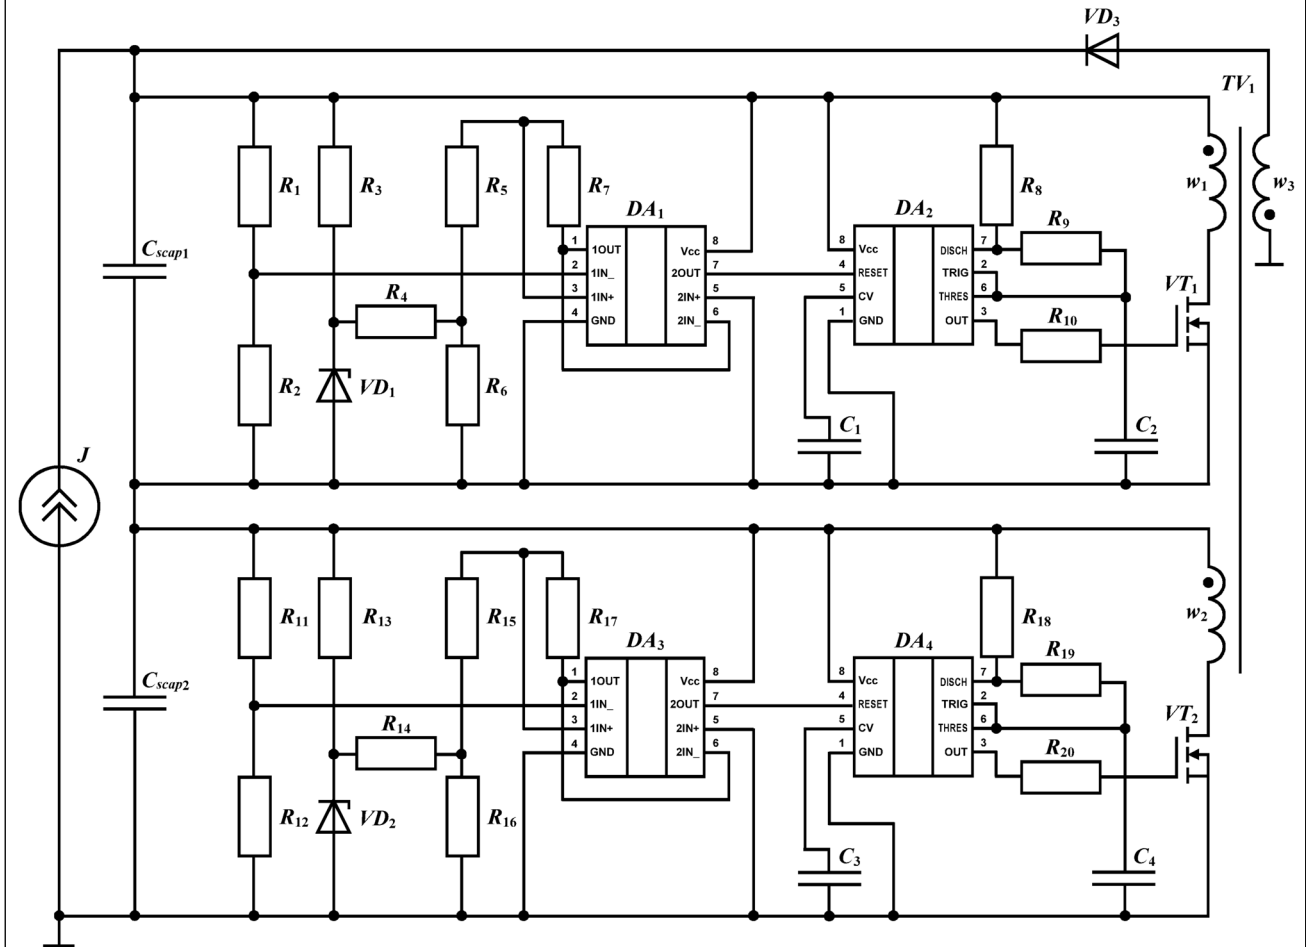 VD3
TV1
R1
R3
R5
R7
DA1
DA2
R8
R9
w1
w3
Cscap1
1 1OUT Vcc 8
2 1IN_ 2OUT 7
3 1IN+ 2IN+ 5
4 GND 2IN_ 6
8 Vcc DISCH 7
4 RESET TRIG 2
5 CV THRES 6
1 GND OUT 3
R4
VT1
R10
R2
VD1
R6
C1
C2
J
R11
R13
R15
R17
DA3
DA4
R18
R19
w2
Cscap2
1 1OUT Vcc 8
2 1IN_ 2OUT 7
3 1IN+ 2IN+ 5
4 GND 2IN_ 6
8 Vcc DISCH 7
4 RESET TRIG 2
5 CV THRES 6
1 GND OUT 3
R14
VT2
R20
R12
VD2
R16
C3
C4